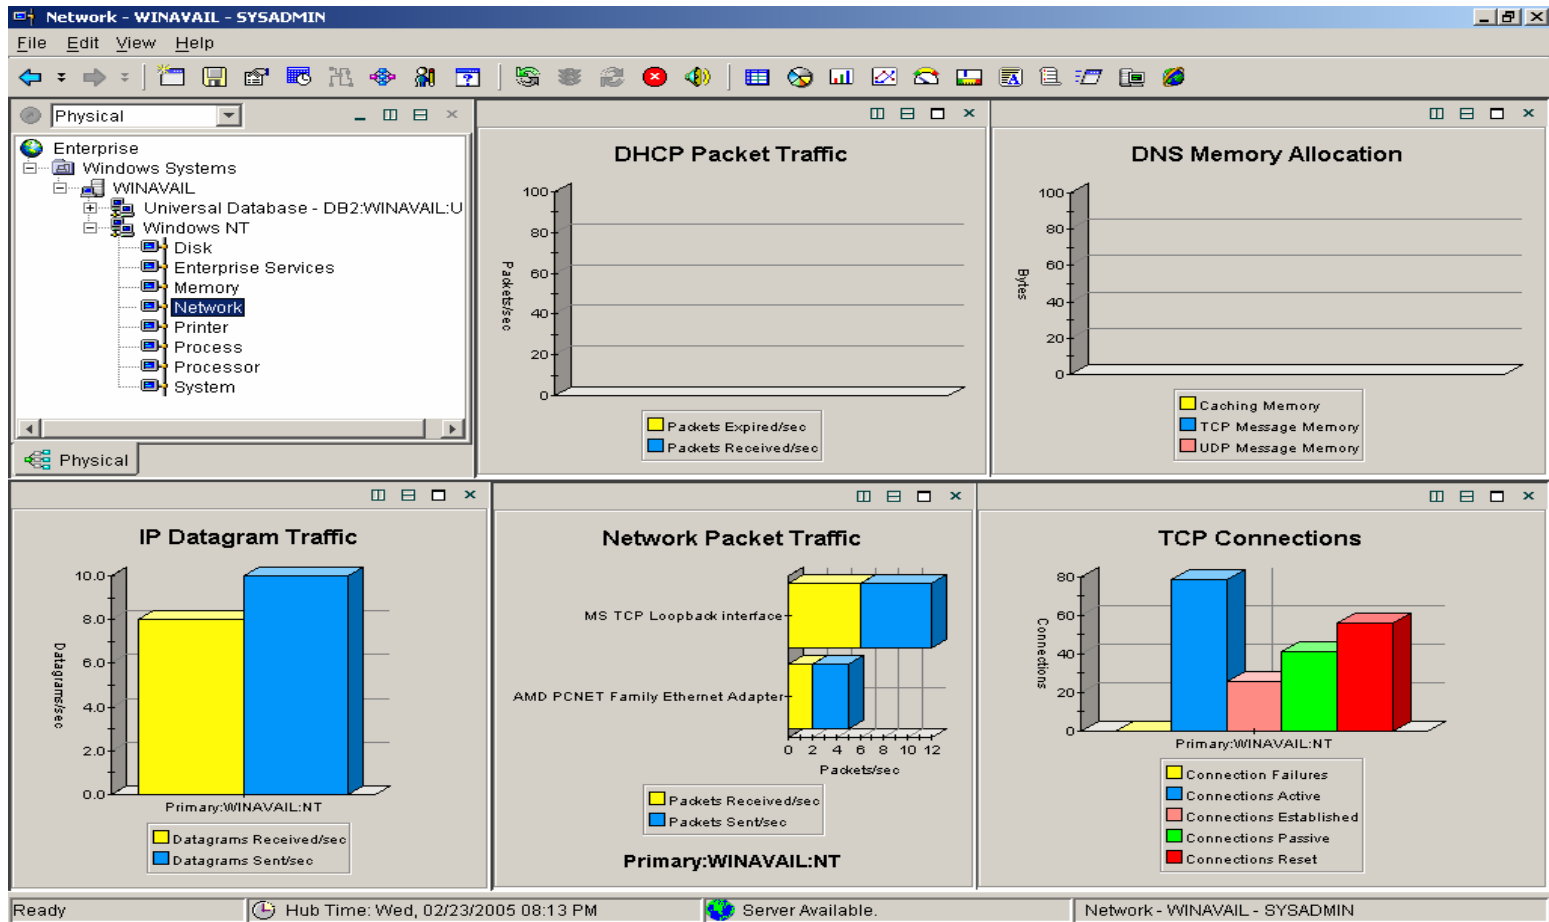 Network - WINAVAIL - SYSADMIN
File Edit View Help
Physical
Enterprise
Windows Systems
WINAVAIL
Universal Database - DB2:WINAVAIL:U
Windows NT
Disk
Enterprise Services
Memory
Network
Printer
Process
Processor
System
Physical
DHCP Packet Traffic
100
80
60
40
20
0
Packets/sec
Packets Expired/sec
Packets Received/sec
DNS Memory Allocation
100
80
60
40
20
0
Bytes
Caching Memory
TCP Message Memory
UDP Message Memory
IP Datagram Traffic
10.0
8.0
6.0
4.0
2.0
0.0
Datagrams/sec
Primary:WINAVAIL:NT
Datagrams Received/sec
Datagrams Sent/sec
Network Packet Traffic
MS TCP Loopback interface
AMD PCNET Family Ethernet Adapter
0 2 4 6 8 10 12
Packets/sec
Packets Received/sec
Packets Sent/sec
Primary:WINAVAIL:NT
TCP Connections
80
60
40
20
0
Connections
Primary:WINAVAIL:NT
Connection Failures
Connections Active
Connections Established
Connections Passive
Connections Reset
Ready
Hub Time: Wed, 02/23/2005 08:13 PM
Server Available.
Network - WINAVAIL - SYSADMIN